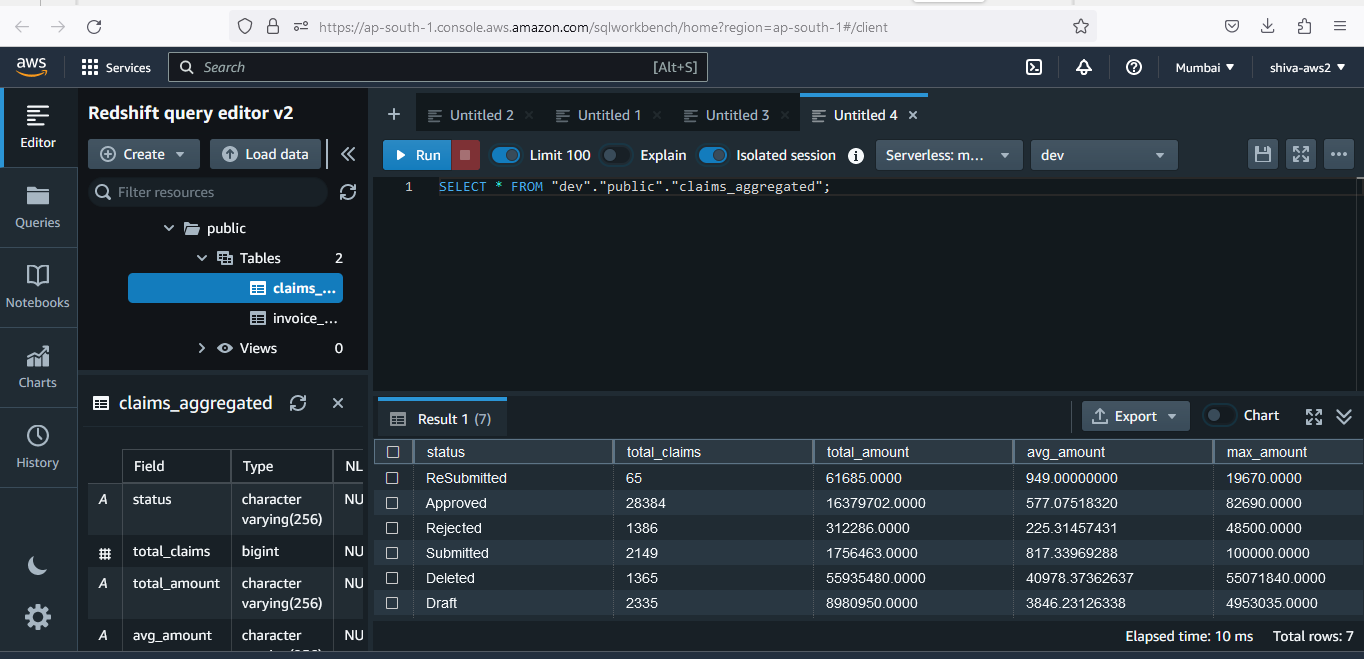 https://ap-south-1.console.aws.amazon.com/sqlworkbench/home?region=ap-south-1#/client
aws
Services
Search
[Alt+S]
Mumbai
shiva-aws2
Editor
Queries
Notebooks
Charts
History
Redshift query editor v2
Create
Load data
Filter resources
public
Tables 2
claims_...
invoice_...
Views 0
claims_aggregated
Field Type NL
A status character varying(256) NU
# total_claims bigint NU
A total_amount character varying(256) NU
A avg_amount character NU
Untitled 2
Untitled 1
Untitled 3
Untitled 4
Run
Limit 100
Explain
Isolated session
Serverless: m...
dev
1 SELECT * FROM "dev"."public"."claims_aggregated";
Result 1 (7)
Export
Chart
status total_claims total_amount avg_amount max_amount
ReSubmitted 65 61685.0000 949.00000000 19670.0000
Approved 28384 16379702.0000 577.07518320 82690.0000
Rejected 1386 312286.0000 225.31457431 48500.0000
Submitted 2149 1756463.0000 817.33969288 100000.0000
Deleted 1365 55935480.0000 40978.37362637 55071840.0000
Draft 2335 8980950.0000 3846.23126338 4953035.0000
Elapsed time: 10 ms Total rows: 7